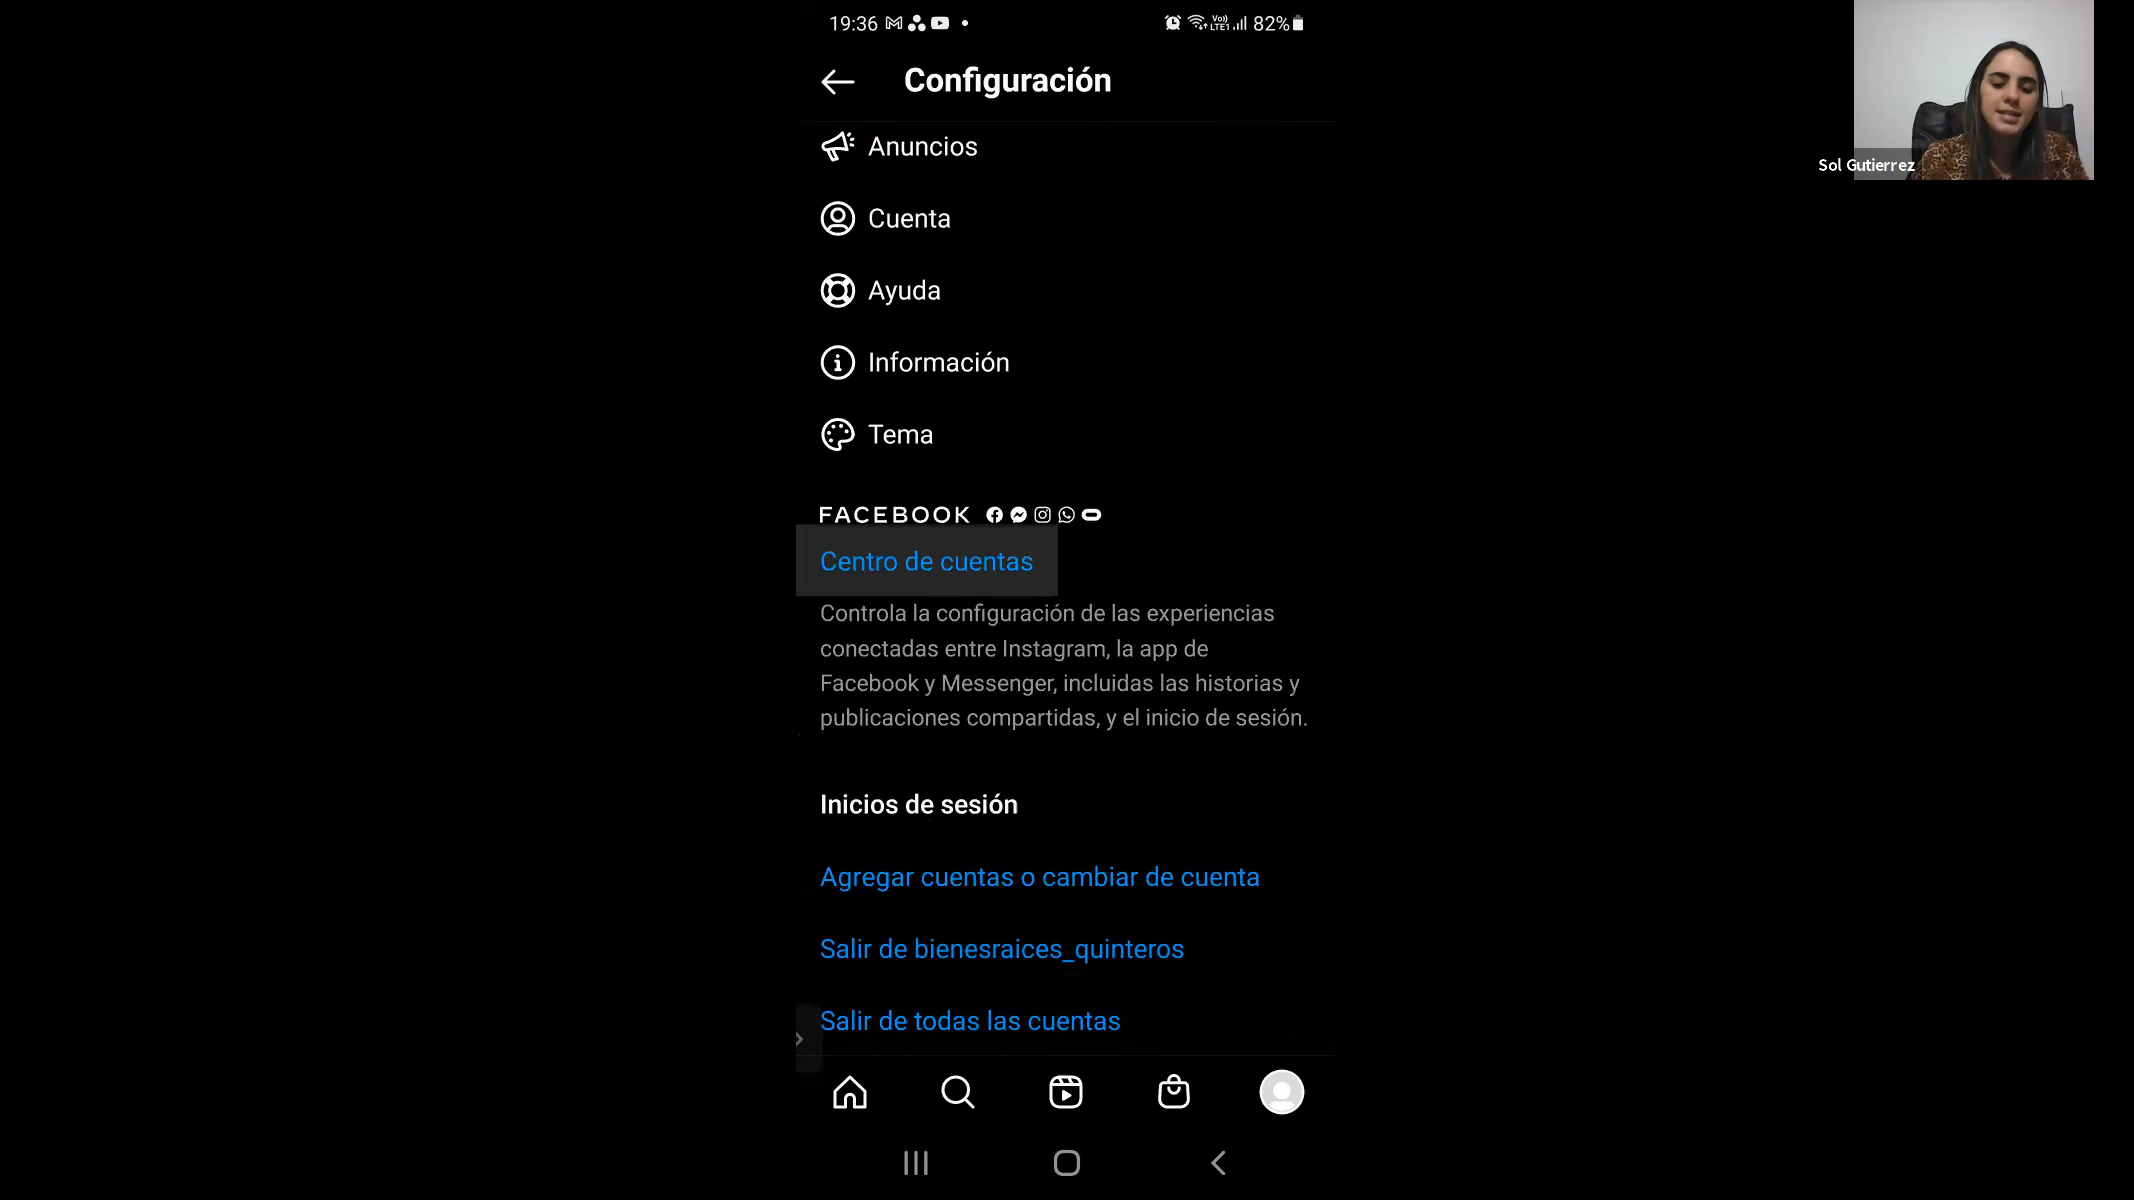 19:36
Vo))
LTE1
82%
Configuración
Sol Gutierrez
Anuncios
Cuenta
Ayuda
Información
Tema
FACEBOOK
Centro de cuentas
Controla la configuración de las experiencias
conectadas entre Instagram, la app de
Facebook y Messenger, incluidas las historias y
publicaciones compartidas, y el inicio de sesión.
Inicios de sesión
Agregar cuentas o cambiar de cuenta
Salir de bienesraices_quinteros
Salir de todas las cuentas